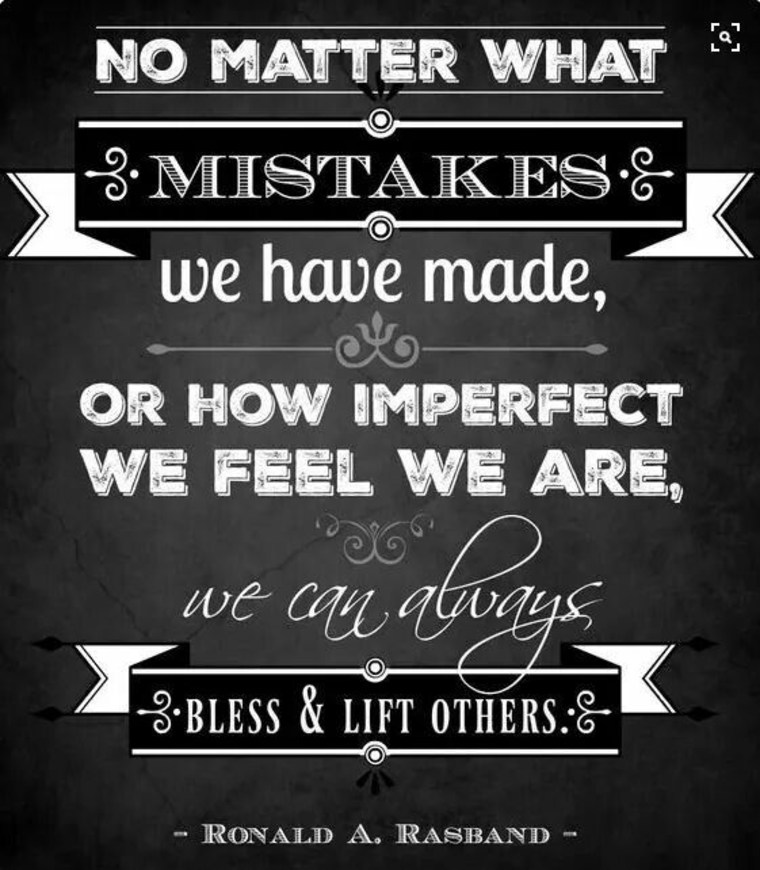 NO MATTER WHAT
MISTAKES
we have made,
OR HOW IMPERFECT
WE FEEL WE ARE,
we can always
BLESS & LIFT OTHERS.
- RONALD A. RASBAND -